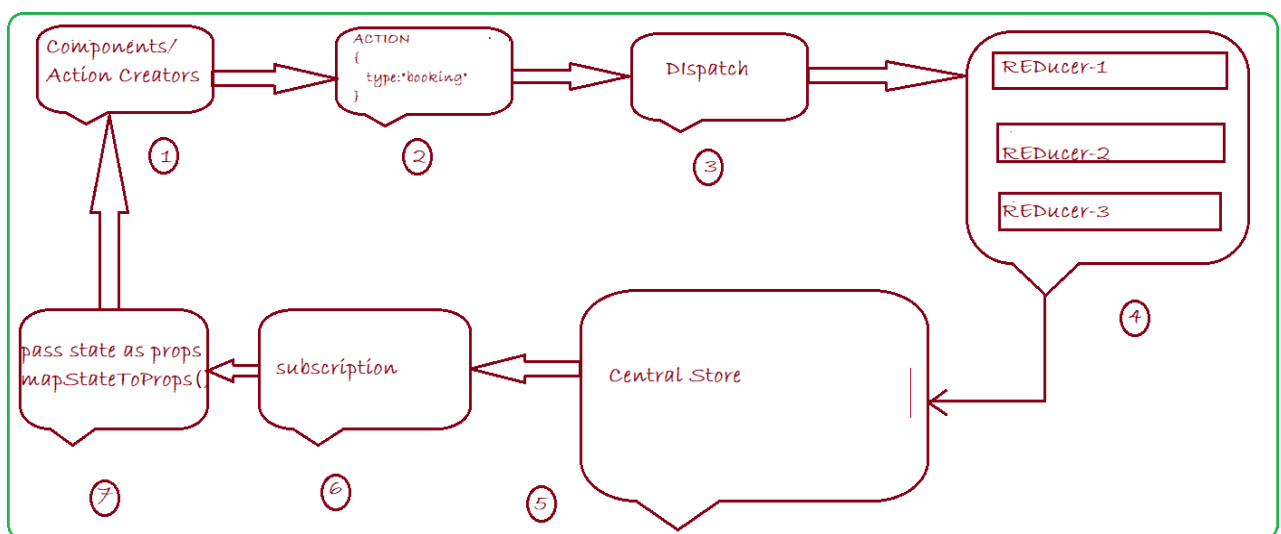 Components/
Action Creators
1
ACTION
{
type:"booking"
}
2
DIspatch
3
REDucer-1
REDucer-2
REDucer-3
4
Central Store
5
subscription
6
pass state as props
mapStateToProps()
7